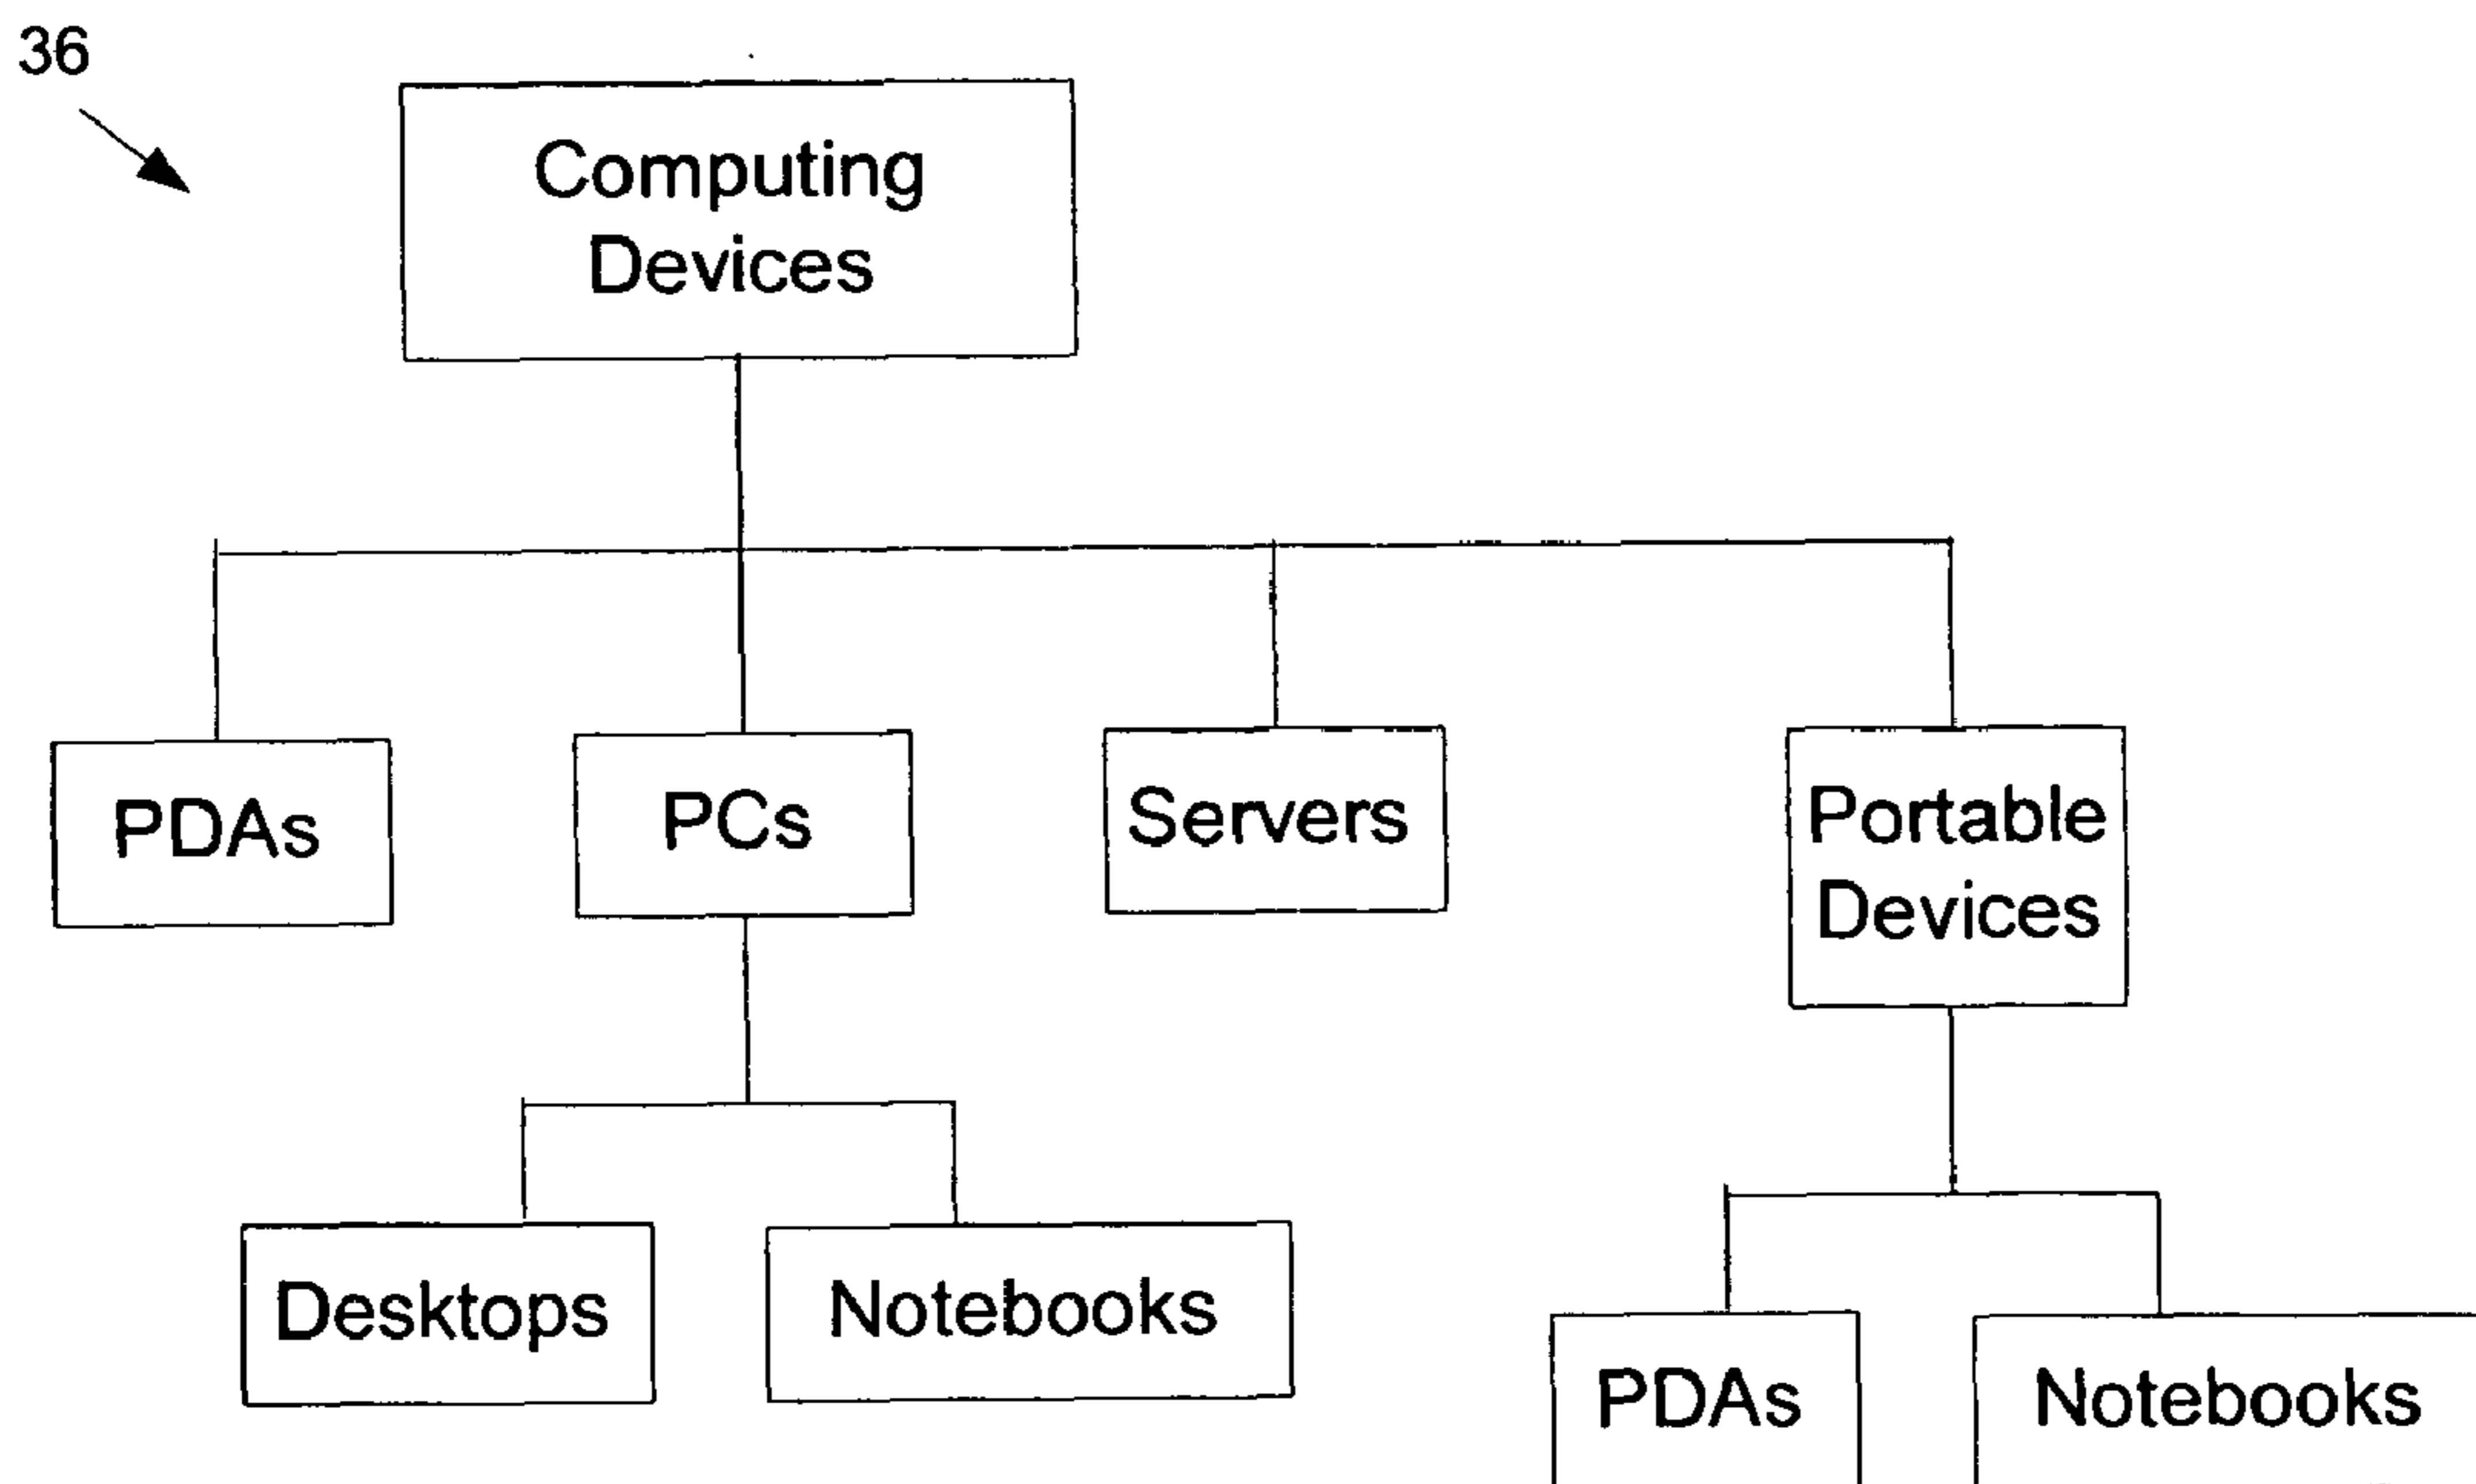 36
Computing
Devices
PDAs
PCs
Servers
Portable
Devices
Desktops
Notebooks
PDAs
Notebooks